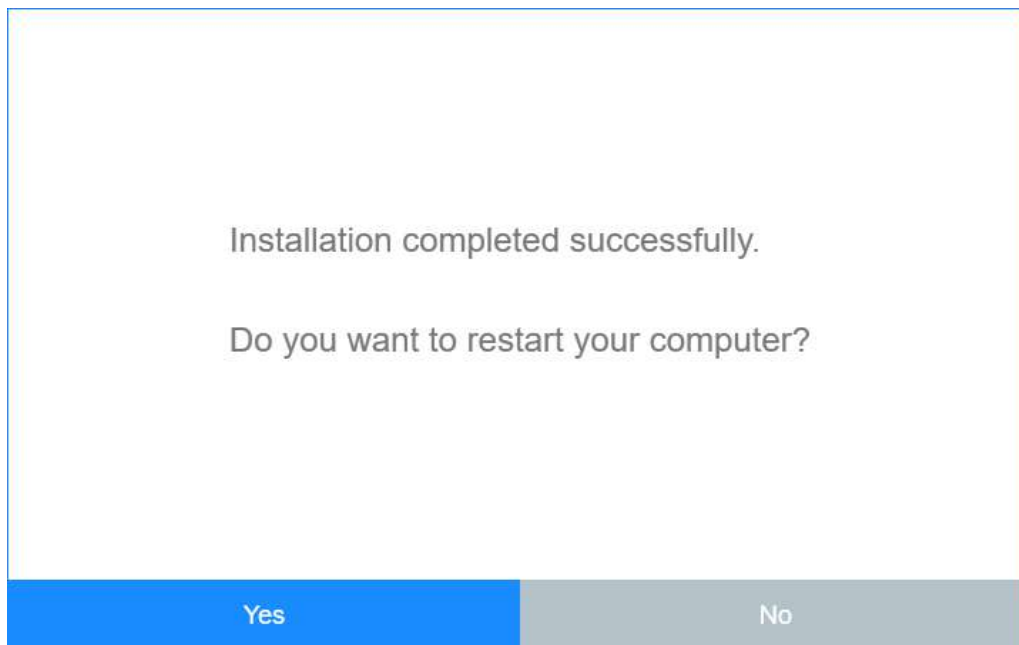 Installation completed successfully.
Do you want to restart your computer?
Yes
No